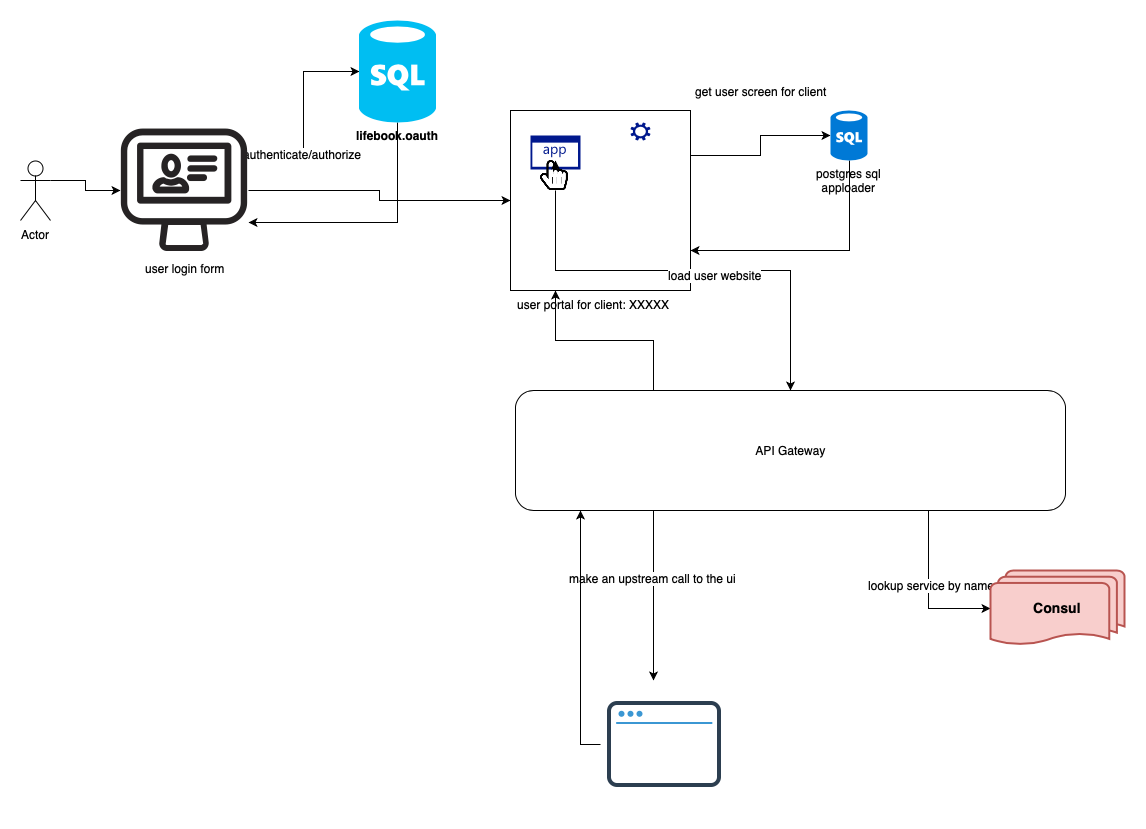 SQL
lifebook.oauth
authenticate/authorize
Actor
user login form
app
get user screen for client
SQL
postgres sql
apploader
load user website
user portal for client: XXXXX
API Gateway
make an upstream call to the ui
lookup service by name
Consul